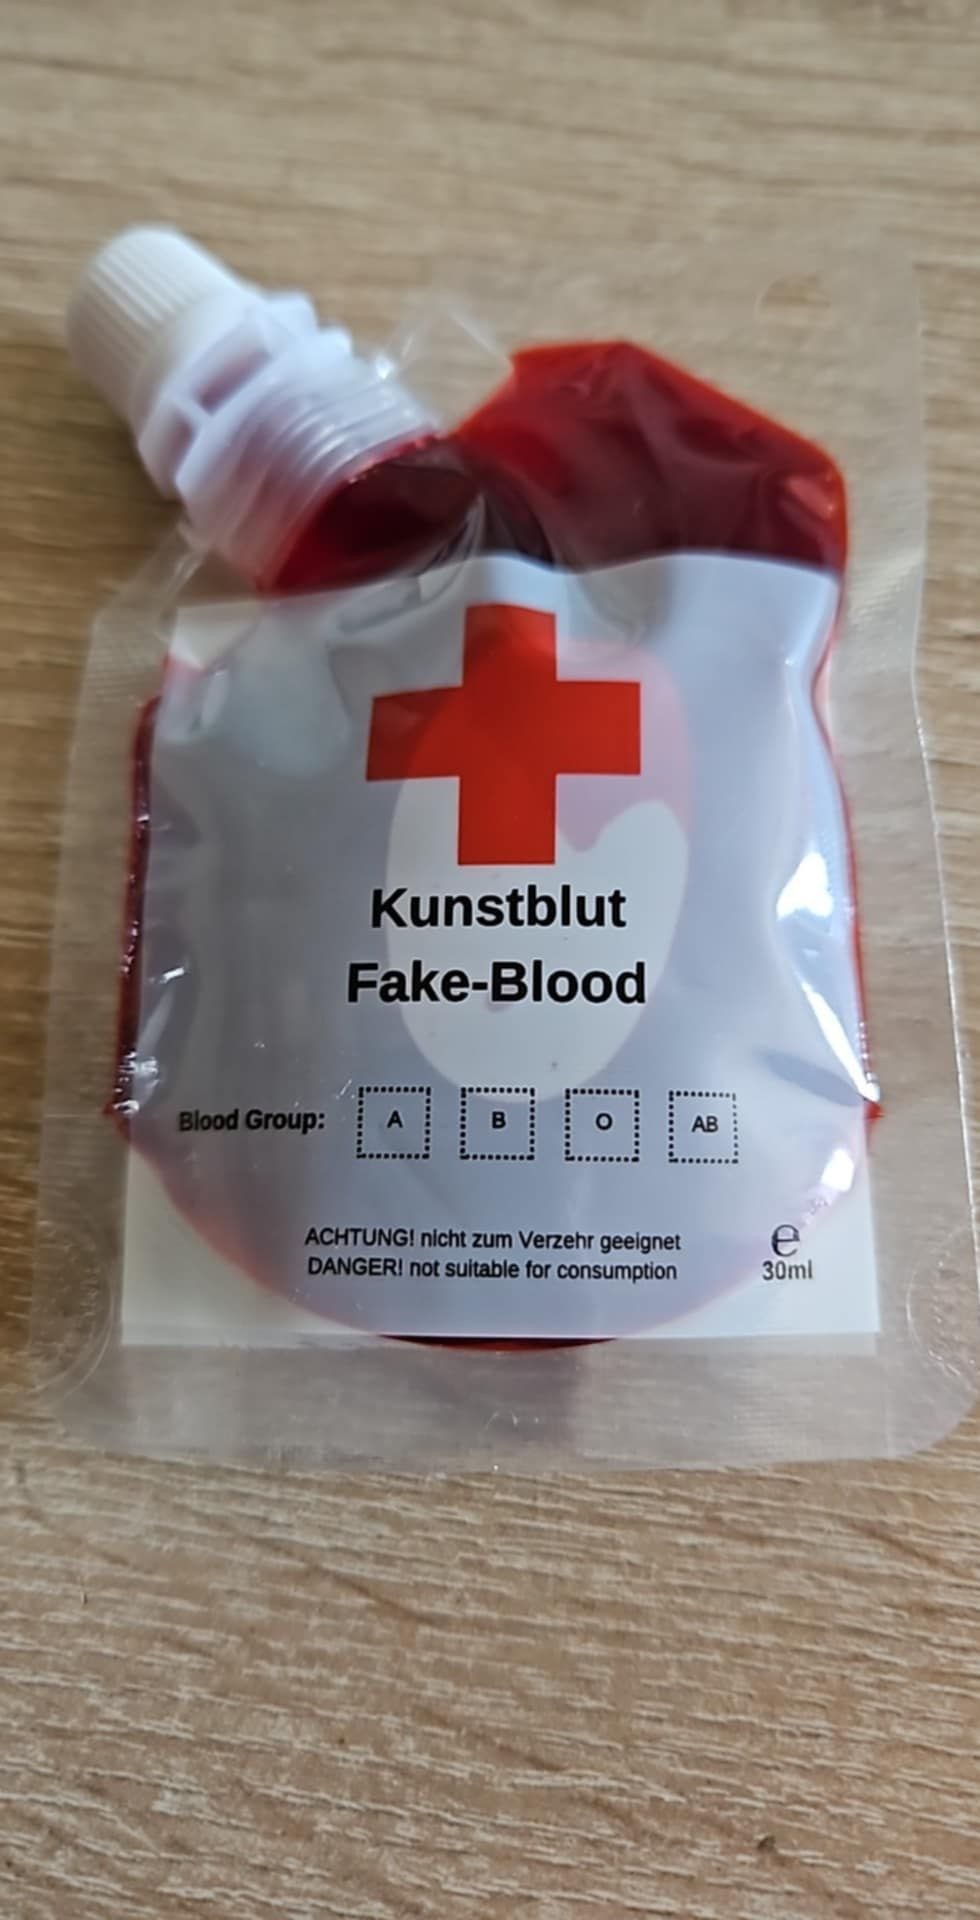 Kunstblut
Fake-Blood
Blood Group: A B O AB
ACHTUNG! nicht zum Verzehr geeignet
DANGER! not suitable for consumption
e
30ml